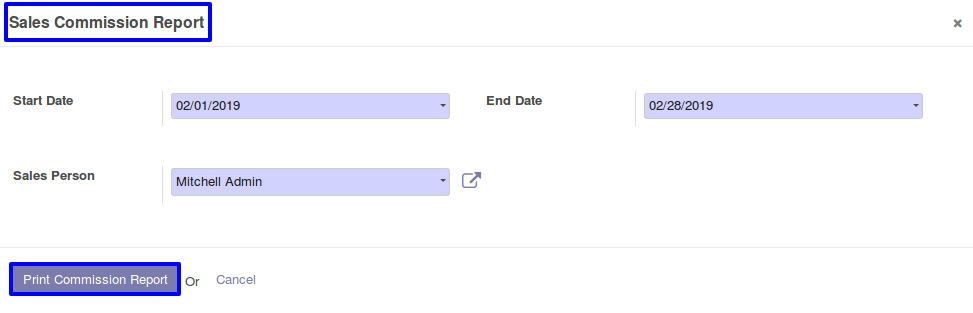 Sales Commission Report ×
Start Date 02/01/2019 End Date 02/28/2019
Sales Person Mitchell Admin
Print Commission Report Or Cancel